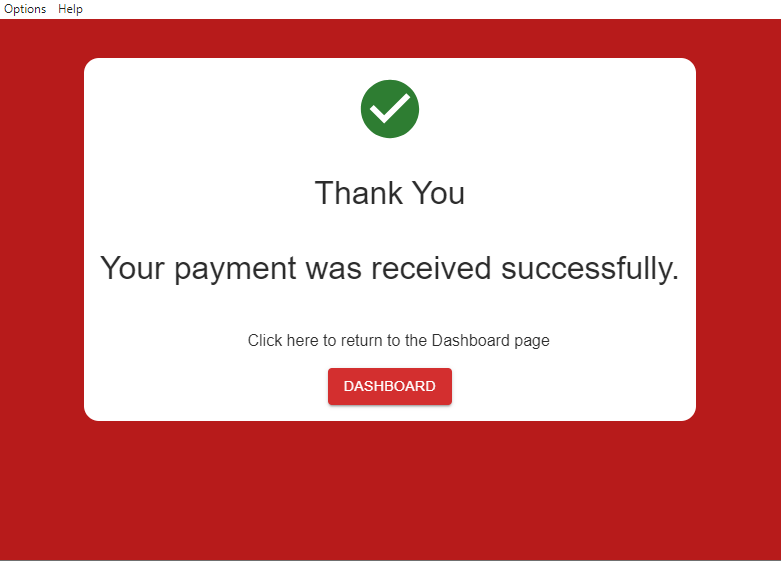 Options Help
Thank You
Your payment was received successfully.
Click here to return to the Dashboard page
DASHBOARD